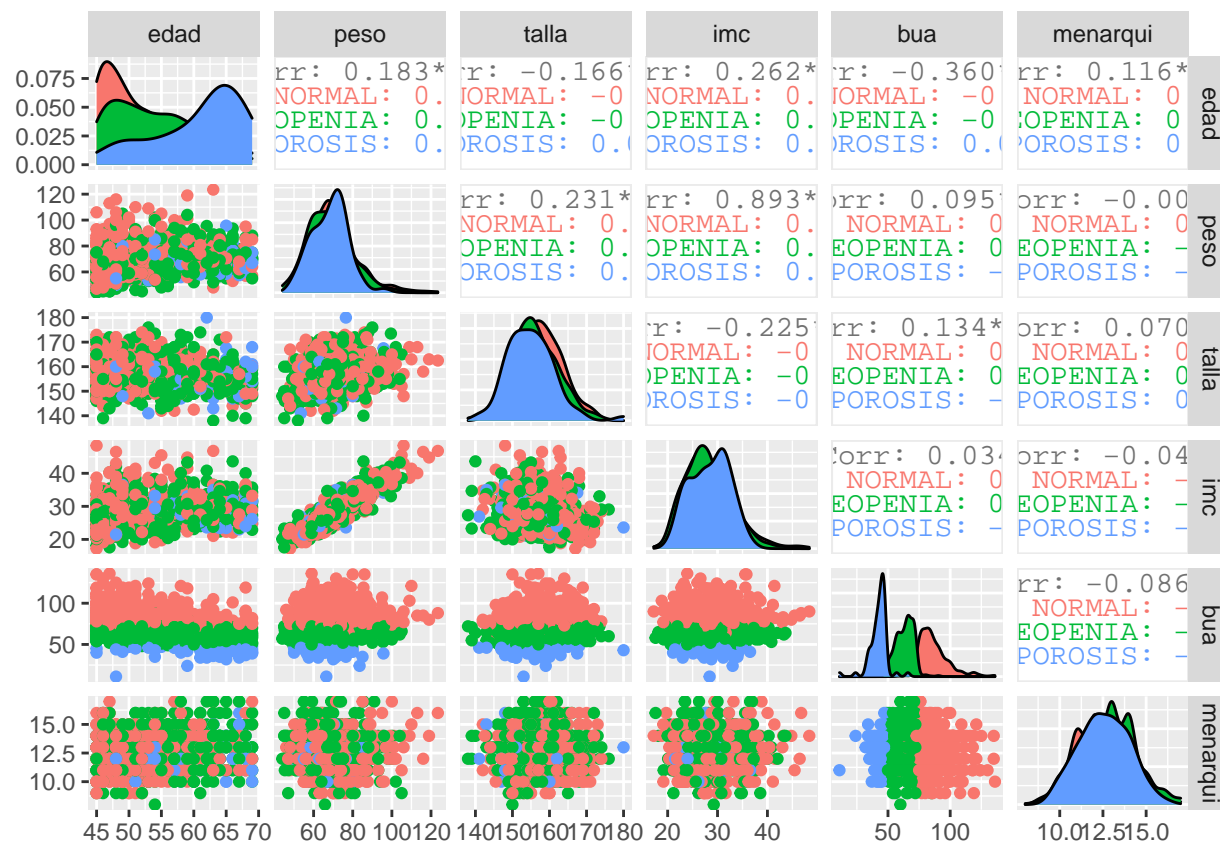 edad peso talla imc bua menarqui
0.075
0.050
0.025
0.000
rr: 0.183*
NORMAL: 0.
OPENIA: 0.
OROSIS: 0.
rr: -0.166
NORMAL: -0
OPENIA: -0
OROSIS: 0.
rr: 0.262*
NORMAL: 0.
OPENIA: 0.
OROSIS: 0.
rr: -0.360
NORMAL: -0
OPENIA: -0
OROSIS: 0.
orr: 0.116*
NORMAL: 0
EOPENIA: 0
POROSIS: 0
edad
120
100
80
60
rr: 0.231*
NORMAL: 0.
OPENIA: 0.
OROSIS: 0.
rr: 0.893*
NORMAL: 0.
OPENIA: 0.
OROSIS: 0.
orr: 0.095
NORMAL: 0
EOPENIA: 0
POROSIS: -
orr: -0.00
NORMAL: 0
EOPENIA: -
POROSIS: -
peso
180
170
160
150
140
rr: -0.225
NORMAL: -0
OPENIA: -0
OROSIS: -0
rr: 0.134*
NORMAL: 0
EOPENIA: 0
POROSIS: -
orr: 0.070
NORMAL: 0
EOPENIA: 0
POROSIS: 0
talla
40
30
20
Corr: 0.034
NORMAL: 0
EOPENIA: 0
POROSIS: -
orr: -0.04
NORMAL: -
EOPENIA: -
POROSIS: -
imc
100
50
rr: -0.086
NORMAL: -
EOPENIA: -
POROSIS: -
bua
15.0
12.5
10.0
menarqui
45 50 55 60 65 70 60 80 100 120 140 150 160 170 180 20 30 40 50 100 10.0 12.5 15.0